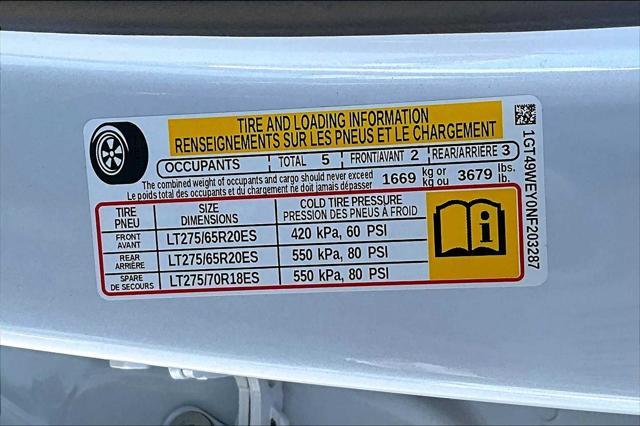 TIRE AND LOADING INFORMATION
RENSEIGNEMENTS SUR LES PNEUS ET LE CHARGEMENT
OCCUPANTS TOTAL 5 FRONT/AVANT 2 REAR/ARRIÈRE 3
The combined weight of occupants and cargo should never exceed 1669 kg or 3679 lbs.
Le poids total des occupants et du chargement ne doit jamais dépasser kg ou lb.
TIRE SIZE COLD TIRE PRESSURE
PNEU DIMENSIONS PRESSION DES PNEUS À FROID
FRONT
AVANT LT275/65R20ES 420 kPa, 60 PSI
REAR
ARRIÈRE LT275/65R20ES 550 kPa, 80 PSI
SPARE
DE SECOURS LT275/70R18ES 550 kPa, 80 PSI
i
1GT49WEY0NF203287